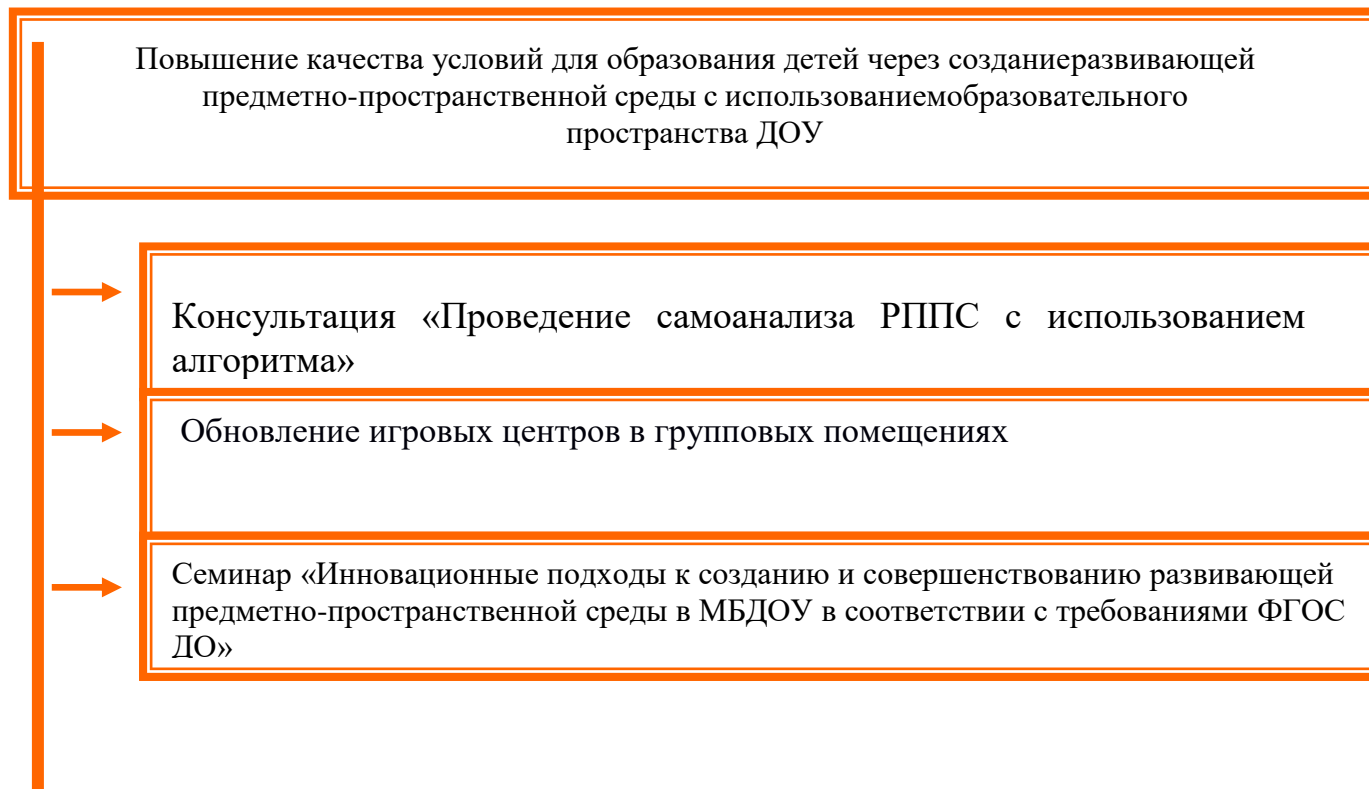 Повышение качества условий для образования детей через созданиеразвивающей
предметно-пространственной среды с использованиемобразовательного
пространства ДОУ
Консультация «Проведение самоанализа РППС с использованием
алгоритма»
Обновление игровых центров в групповых помещениях
Семинар «Инновационные подходы к созданию и совершенствованию развивающей
предметно-пространственной среды в МБДОУ в соответствии с требованиями ФГОС
ДО»